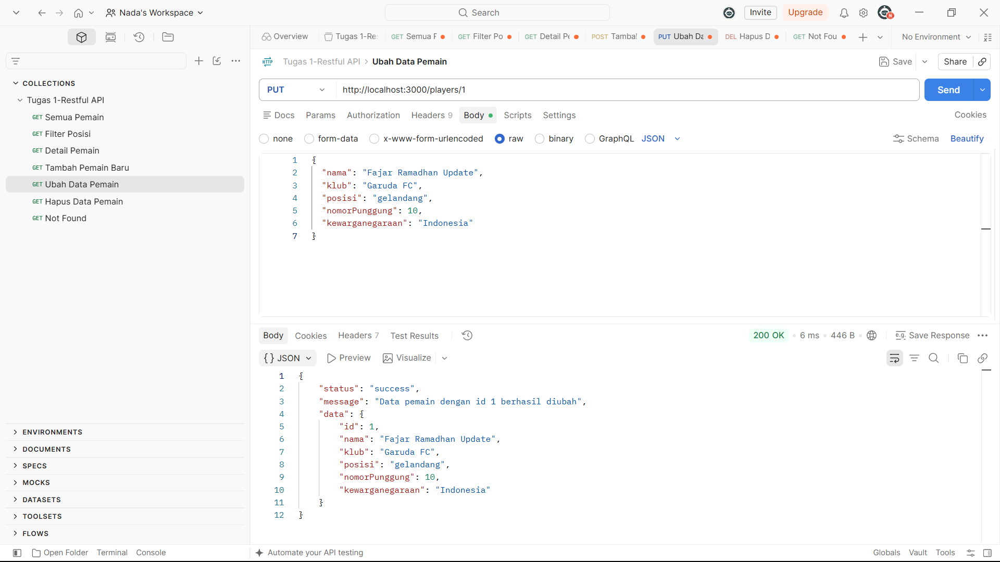 Nada's Workspace
Search
Invite
Upgrade
Overview
Tugas 1-Re
GET Semua F
GET Filter Po
GET Detail Pe
POST Tambal
PUT Ubah Da
DEL Hapus D
GET Not Fou
No Environment
HTTP Tugas 1-Restful API > Ubah Data Pemain
Save
Share
COLLECTIONS
Tugas 1-Restful API
GET Semua Pemain
GET Filter Posisi
GET Detail Pemain
GET Tambah Pemain Baru
GET Ubah Data Pemain
GET Hapus Data Pemain
GET Not Found
ENVIRONMENTS
DOCUMENTS
SPECS
MOCKS
DATASETS
TOOLSETS
FLOWS
PUT http://localhost:3000/players/1
Send
Docs Params Authorization Headers 9 Body Scripts Settings
Cookies
none form-data x-www-form-urlencoded raw binary GraphQL JSON
Schema Beautify
1 {
2 "nama": "Fajar Ramadhan Update",
3 "klub": "Garuda FC",
4 "posisi": "gelandang",
5 "nomorPunggung": 10,
6 "kewarganegaraan": "Indonesia"
7 }
Body Cookies Headers 7 Test Results
200 OK 6 ms 446 B
e.g. Save Response
{} JSON Preview Visualize
1 {
2 "status": "success",
3 "message": "Data pemain dengan id 1 berhasil diubah",
4 "data": {
5 "id": 1,
6 "nama": "Fajar Ramadhan Update",
7 "klub": "Garuda FC",
8 "posisi": "gelandang",
9 "nomorPunggung": 10,
10 "kewarganegaraan": "Indonesia"
11 }
12 }
Open Folder Terminal Console
Automate your API testing
Globals Vault Tools